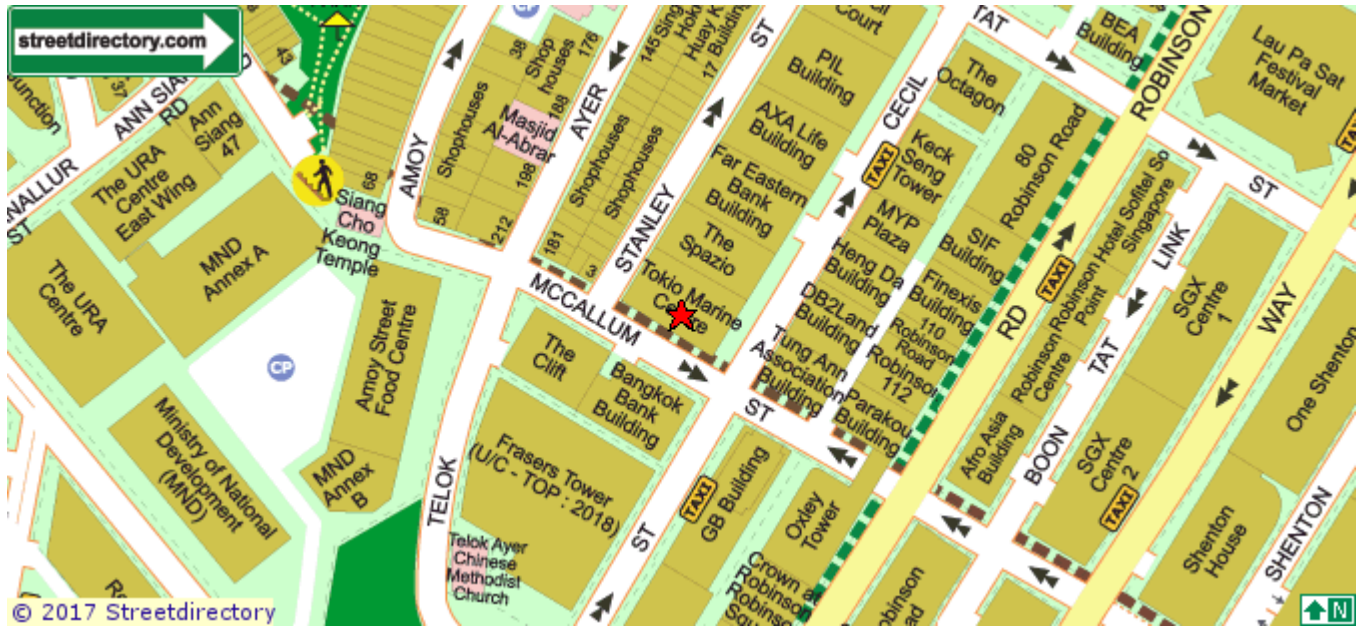 streetdirectory.com
43
37
ANN SIANG
RD
Ann
Siang
47
The URA
Centre
East Wing
NALLUR
ST
The URA
Centre
MND
Annex A
68
Siang
Cho
Keong
Temple
CP
Ministry of National
Development
(MND)
Amoy Street
Food Centre
MND
Annex
B
AMOY
Shophouses
38
58
Shop
houses
176
188
Masjid
Al-Abrar
198
212
AYER
145
17
Building
Shophouses
Shophouses
181
3
STANLEY
ST
MCCALLUM
ST
TELOK
The
Clift
Bangkok
Bank
Building
Frasers Tower
(U/C - TOP : 2018)
Telok Ayer
Chinese
Methodist
Church
Court
PIL
Building
AXA Life
Building
Far Eastern
Bank
Building
The
Spazio
Tokio Marine
Centre
CECIL
ST
TAXI
GB Building
Oxley
Tower
Crown at
Robinson
TAT
The
Octagon
BEA
Building
Keck
Seng
Tower
TAXI
MYP
Plaza
Heng Da
Building
DB2Land
Building
Tung Ann
Association
Building
80
Robinson Road
SIF
Building
Finexis
Building
110
Robinson
Road
Robinson
112
Parakou
Building
ROBINSON
RD
TAXI
Lau Pa Sat
Festival
Market
TAXI
ST
Hotel Sofitel So
Singapore
Robinson
Point
Robinson
Centre
Afro Asia
Building
BOON
TAT
LINK
SGX
Centre
1
SGX
Centre 2
TAXI
WAY
One Shenton
Shenton
House
SHENTON
© 2017 Streetdirectory
N